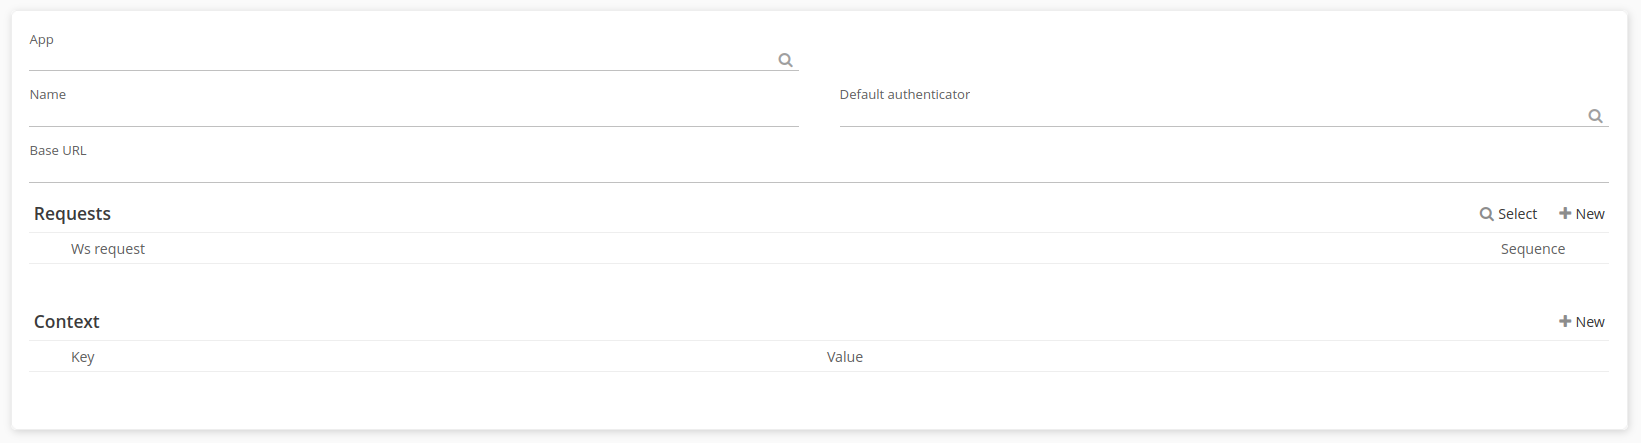 App
Name Default authenticator
Base URL
Requests Select New
Ws request Sequence
Context New
Key Value